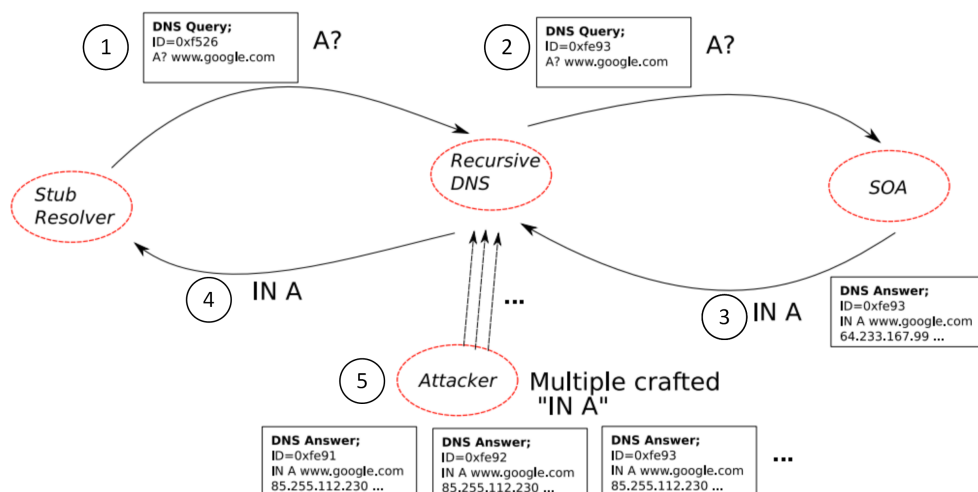 1
DNS Query;
ID=0xf526
A? www.google.com
A?
2
DNS Query;
ID=0xfe93
A? www.google.com
A?
Stub
Resolver
Recursive
DNS
SOA
4
IN A
...
3
IN A
DNS Answer;
ID=0xfe93
IN A www.google.com
64.233.167.99 ...
5
Attacker
Multiple crafted
"IN A"
DNS Answer;
ID=0xfe91
IN A www.google.com
85.255.112.230 ...
DNS Answer;
ID=0xfe92
IN A www.google.com
85.255.112.230 ...
DNS Answer;
ID=0xfe93
IN A www.google.com
85.255.112.230 ...
...